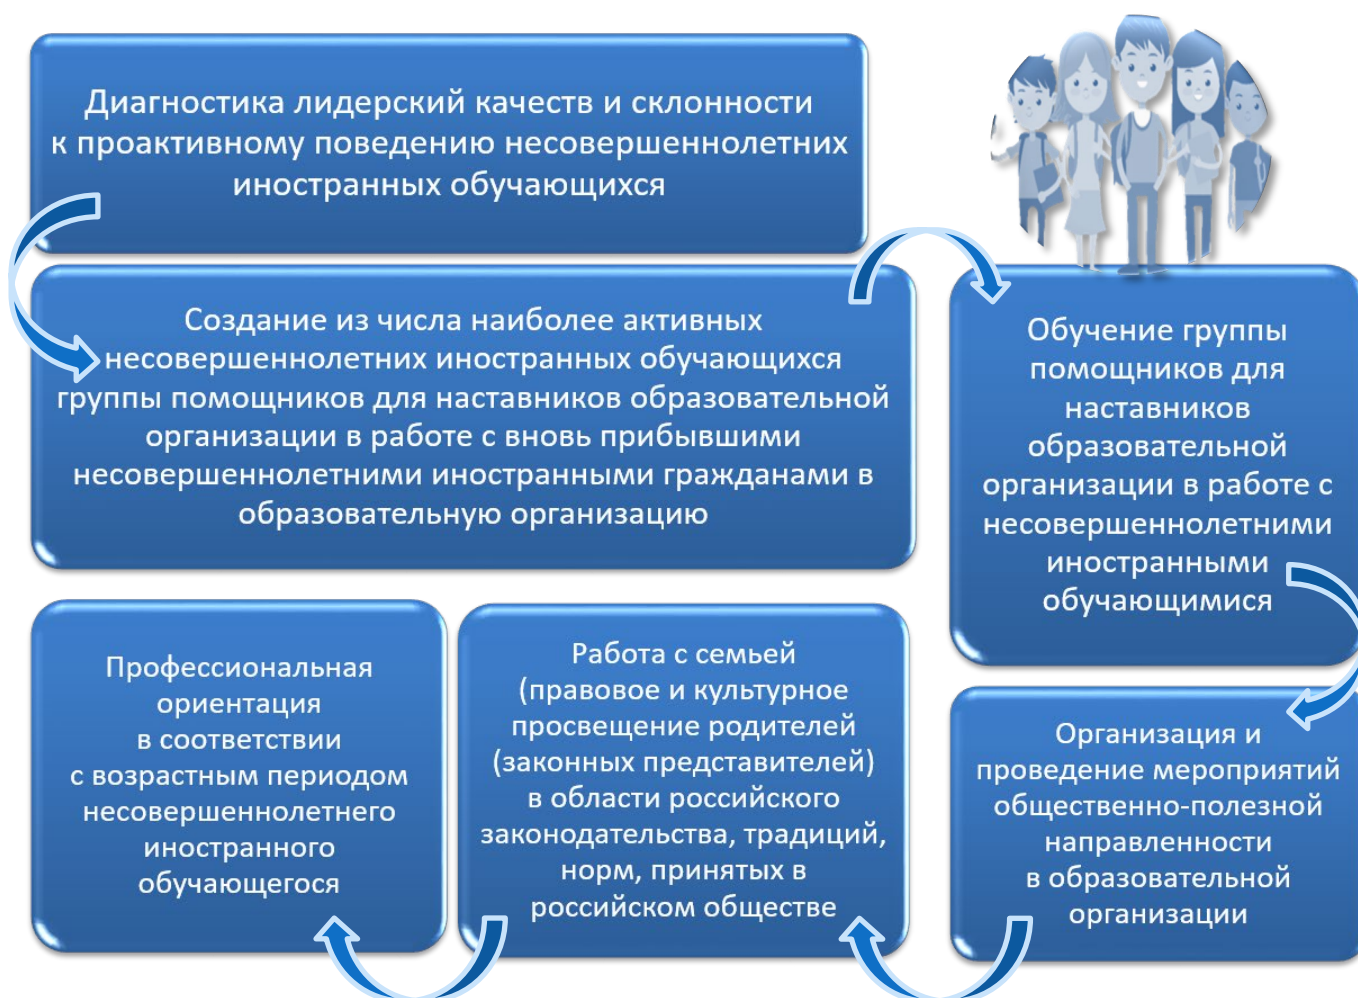 Диагностика лидерский качеств и склонности
к проактивному поведению несовершеннолетних
иностранных обучающихся
Создание из числа наиболее активных
несовершеннолетних иностранных обучающихся
группы помощников для наставников образовательной
организации в работе с вновь прибывшими
несовершеннолетними иностранными гражданами в
образовательную организацию
Обучение группы
помощников для
наставников
образовательной
организации в работе с
несовершеннолетними
иностранными
обучающимися
Организация и
проведение мероприятий
общественно-полезной
направленности
в образовательной
организации
Работа с семьей
(правовое и культурное
просвещение родителей
(законных представителей)
в области российского
законодательства, традиций,
норм, принятых в
российском обществе
Профессиональная
ориентация
в соответствии
с возрастным периодом
несовершеннолетнего
иностранного
обучающегося